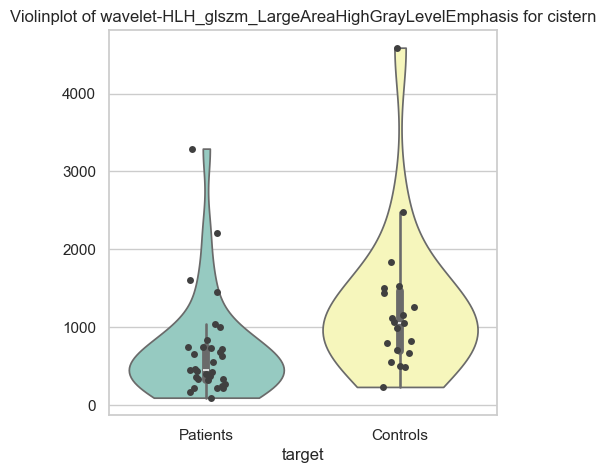 Violinplot of wavelet-HLH_glszm_LargeAreaHighGrayLevelEmphasis for cistern
4000
3000
2000
1000
0
Patients Controls
target